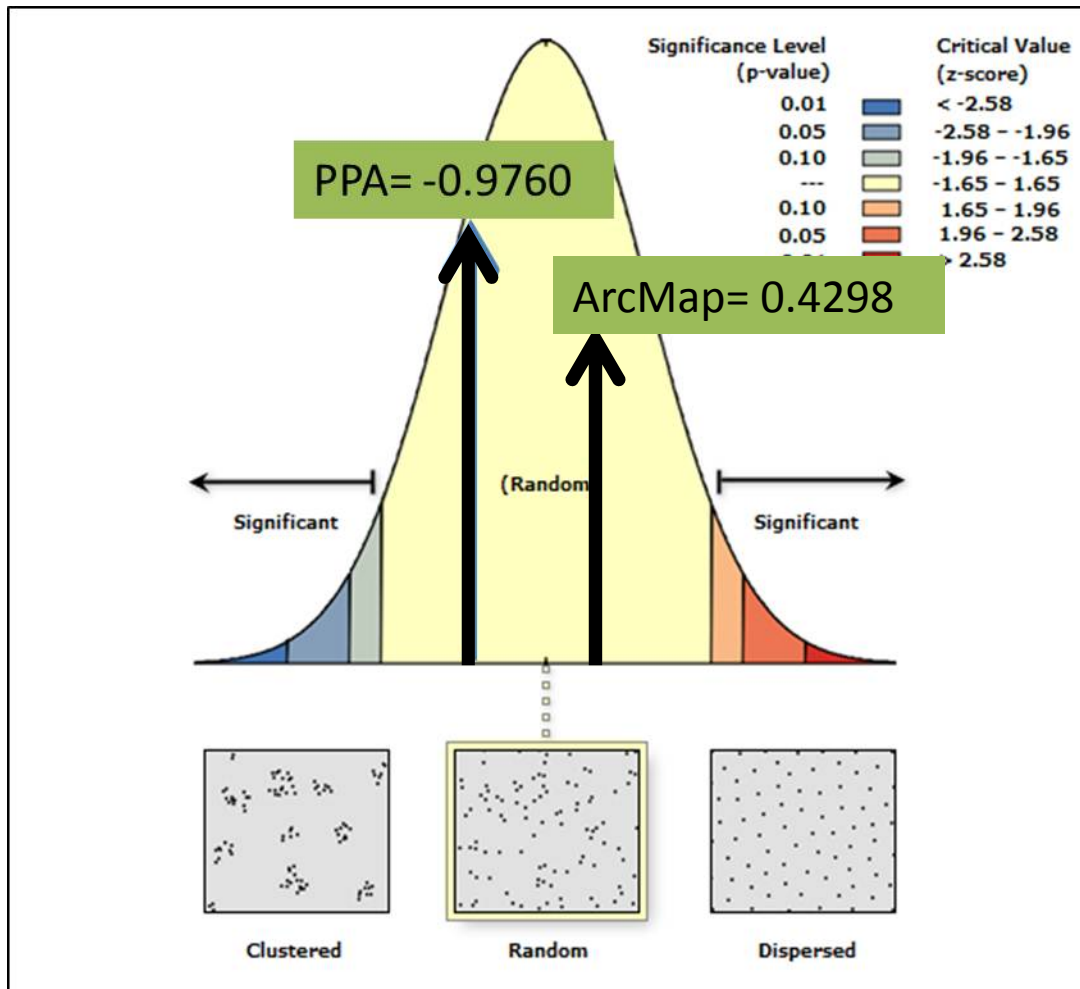 Significance Level
(p-value)
Critical Value
(z-score)
0.01 < -2.58
0.05 -2.58 – -1.96
0.10 -1.96 – -1.65
--- -1.65 – 1.65
0.10 1.65 – 1.96
0.05 1.96 – 2.58
2.58
PPA= -0.9760
ArcMap= 0.4298
(Random
Significant
Significant
Clustered
Random
Dispersed